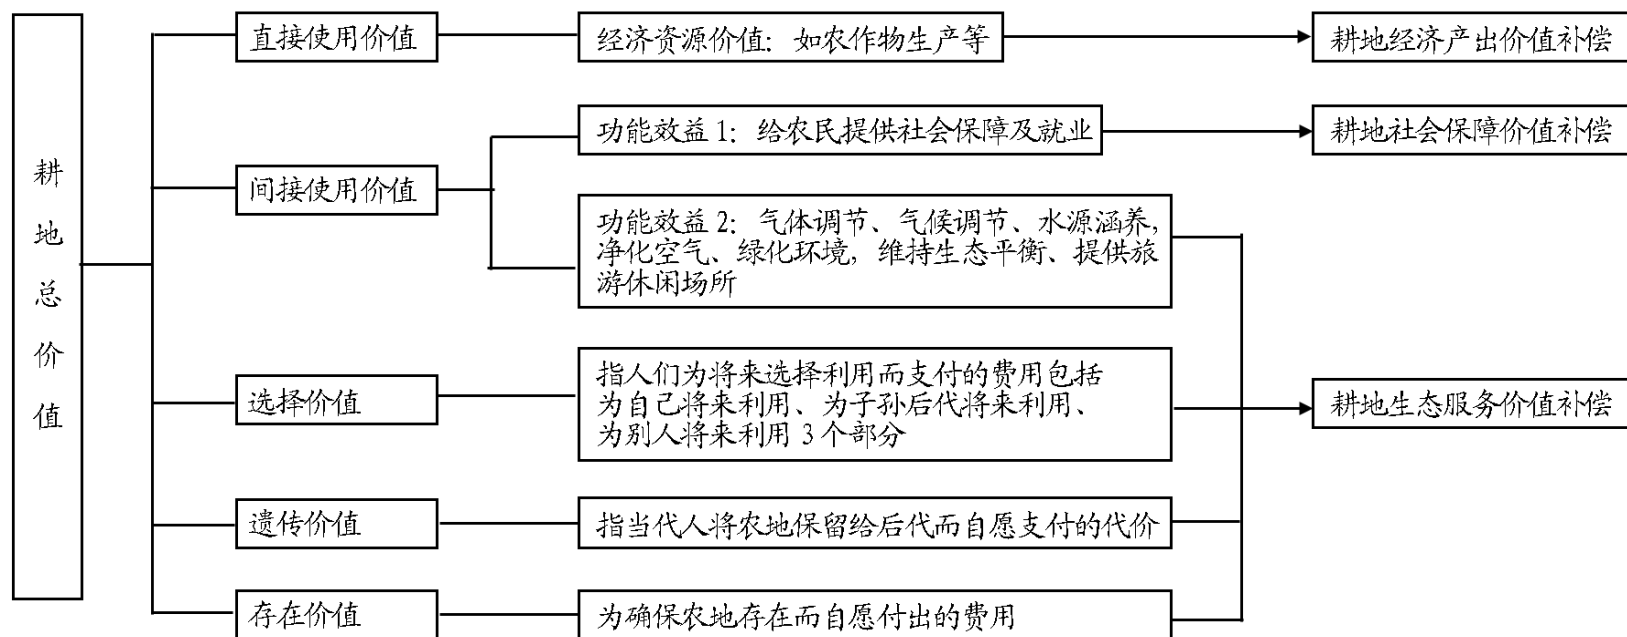 耕地总价值
直接使用价值
经济资源价值：如农作物生产等
耕地经济产出价值补偿
间接使用价值
功能效益1：给农民提供社会保障及就业
耕地社会保障价值补偿
功能效益2：气体调节、气候调节、水源涵养，
净化空气、绿化环境，维持生态平衡、提供旅
游休闲场所
选择价值
指人们为将来选择利用而支付的费用包括
为自己将来利用、为子孙后代将来利用、
为别人将来利用3个部分
耕地生态服务价值补偿
遗传价值
指当代人将农地保留给后代而自愿支付的代价
存在价值
为确保农地存在而自愿付出的费用